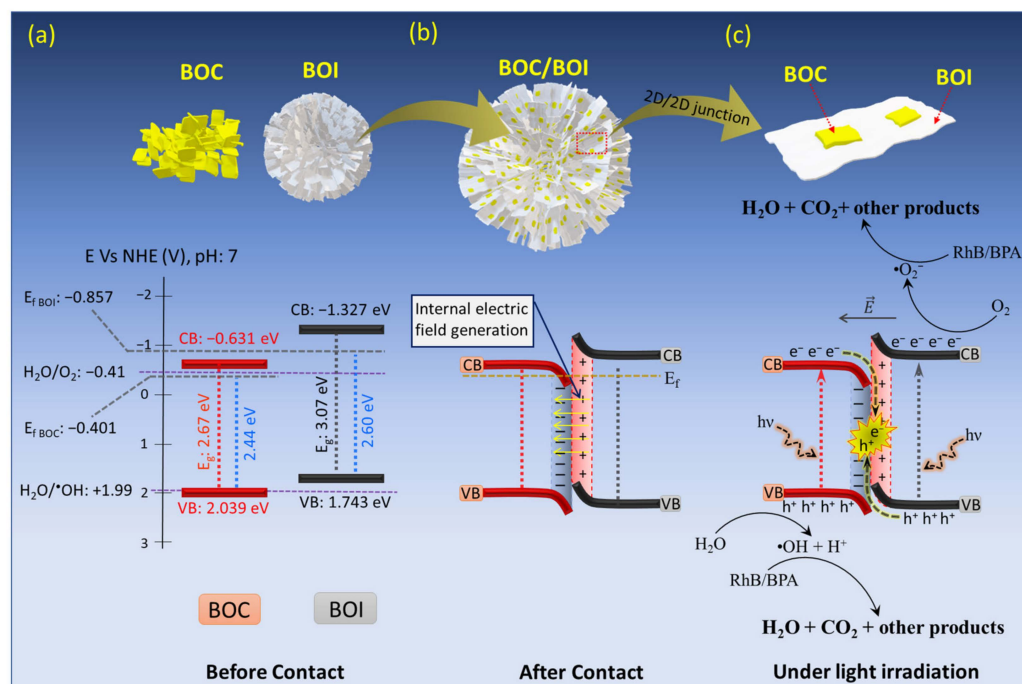 (a)
BOC
BOI
E Vs NHE (V), pH: 7
E_f BOI: −0.857
−2
CB: −1.327 eV
−1
CB: −0.631 eV
H₂O/O₂: −0.41
0
E_f BOC: −0.401
E_g: 2.67 eV
2.44 eV
E_g: 3.07 eV
2.60 eV
1
H₂O/•OH: +1.99
2
VB: 2.039 eV
VB: 1.743 eV
3
BOC
BOI
Before Contact
(b)
BOC/BOI
2D/2D junction
Internal electric
field generation
CB
CB
E_f
− − − − − − − −
+ + + + + + + +
VB
VB
After Contact
(c)
BOC
BOI
H₂O + CO₂+ other products
RhB/BPA
•O₂⁻
O₂
E⃗
e⁻ e⁻ e⁻
e⁻ e⁻ e⁻ e⁻
CB
CB
hν
e⁻
h⁺
hν
VB
VB
h⁺ h⁺ h⁺ h⁺
h⁺ h⁺ h⁺
H₂O
•OH + H⁺
RhB/BPA
H₂O + CO₂ + other products
Under light irradiation